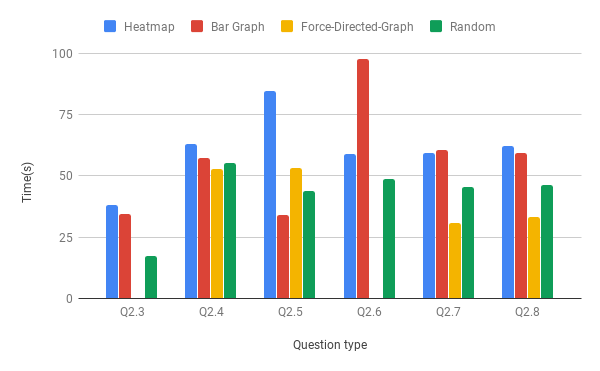 Heatmap Bar Graph Force-Directed-Graph Random
100
75
50
25
0
Time(s)
Q2.3 Q2.4 Q2.5 Q2.6 Q2.7 Q2.8
Question type